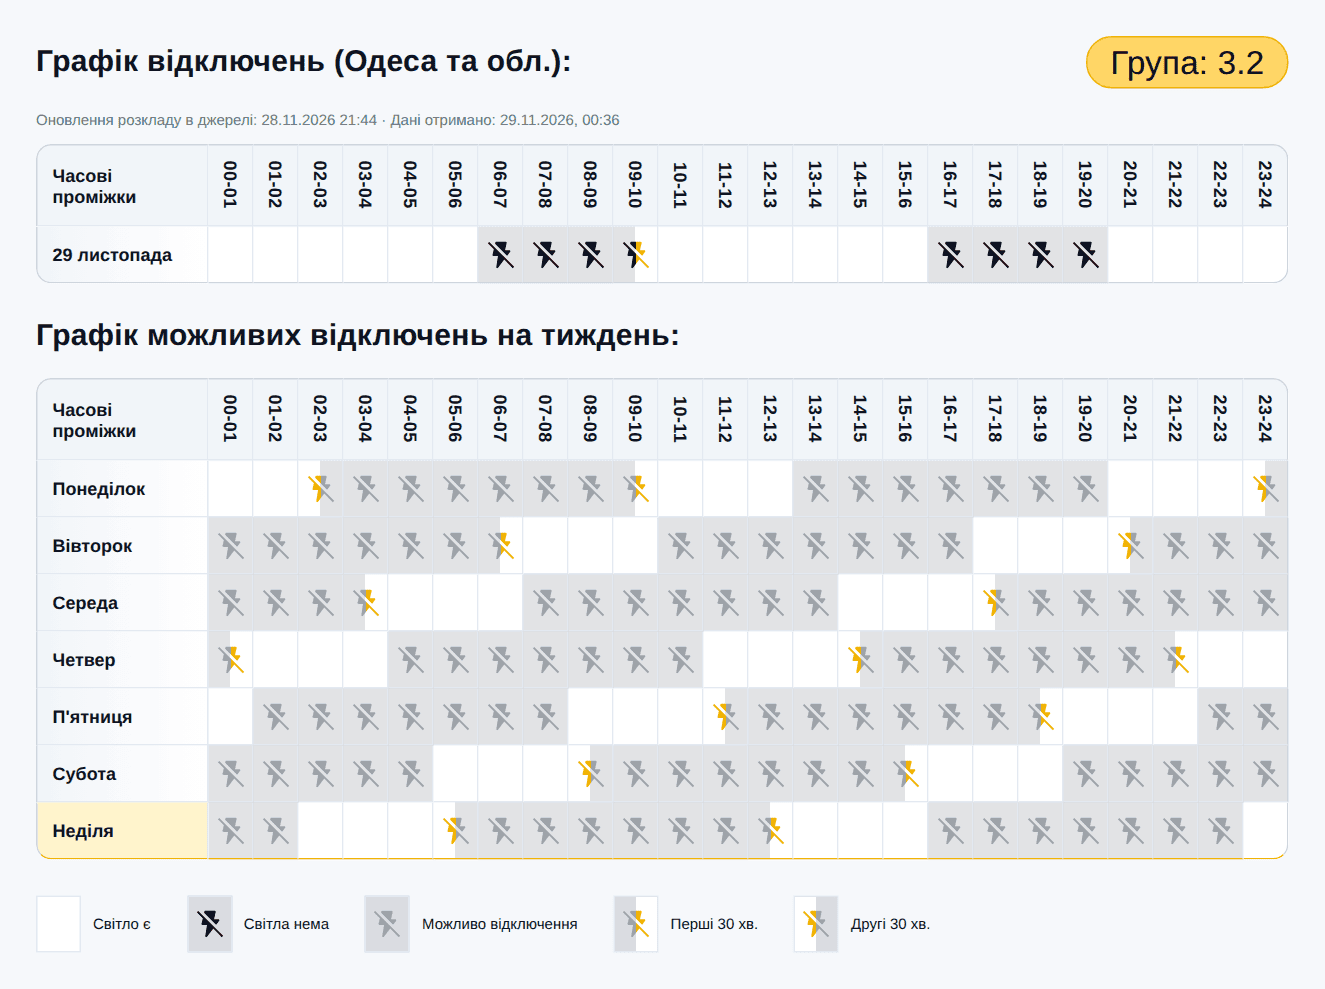 Графік відключень (Одеса та обл.):
Група: 3.2
Оновлення розкладу в джерелі: 28.11.2026 21:44 · Дані отримано: 29.11.2026, 00:36
Часові проміжки 00-01 01-02 02-03 03-04 04-05 05-06 06-07 07-08 08-09 09-10 10-11 11-12 12-13 13-14 14-15 15-16 16-17 17-18 18-19 19-20 20-21 21-22 22-23 23-24
29 листопада
Графік можливих відключень на тиждень:
Часові проміжки 00-01 01-02 02-03 03-04 04-05 05-06 06-07 07-08 08-09 09-10 10-11 11-12 12-13 13-14 14-15 15-16 16-17 17-18 18-19 19-20 20-21 21-22 22-23 23-24
Понеділок
Вівторок
Середа
Четвер
П'ятниця
Субота
Неділя
Світло є Світла нема Можливо відключення Перші 30 хв. Другі 30 хв.